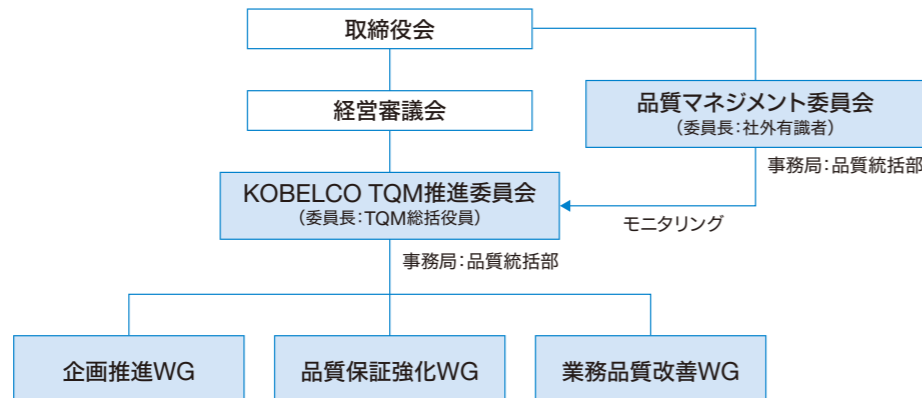 取締役会
経営審議会
品質マネジメント委員会
（委員長：社外有識者）
事務局：品質統括部
KOBELCO TQM推進委員会
（委員長：TQM総括役員）
モニタリング
事務局：品質統括部
企画推進WG
品質保証強化WG
業務品質改善WG